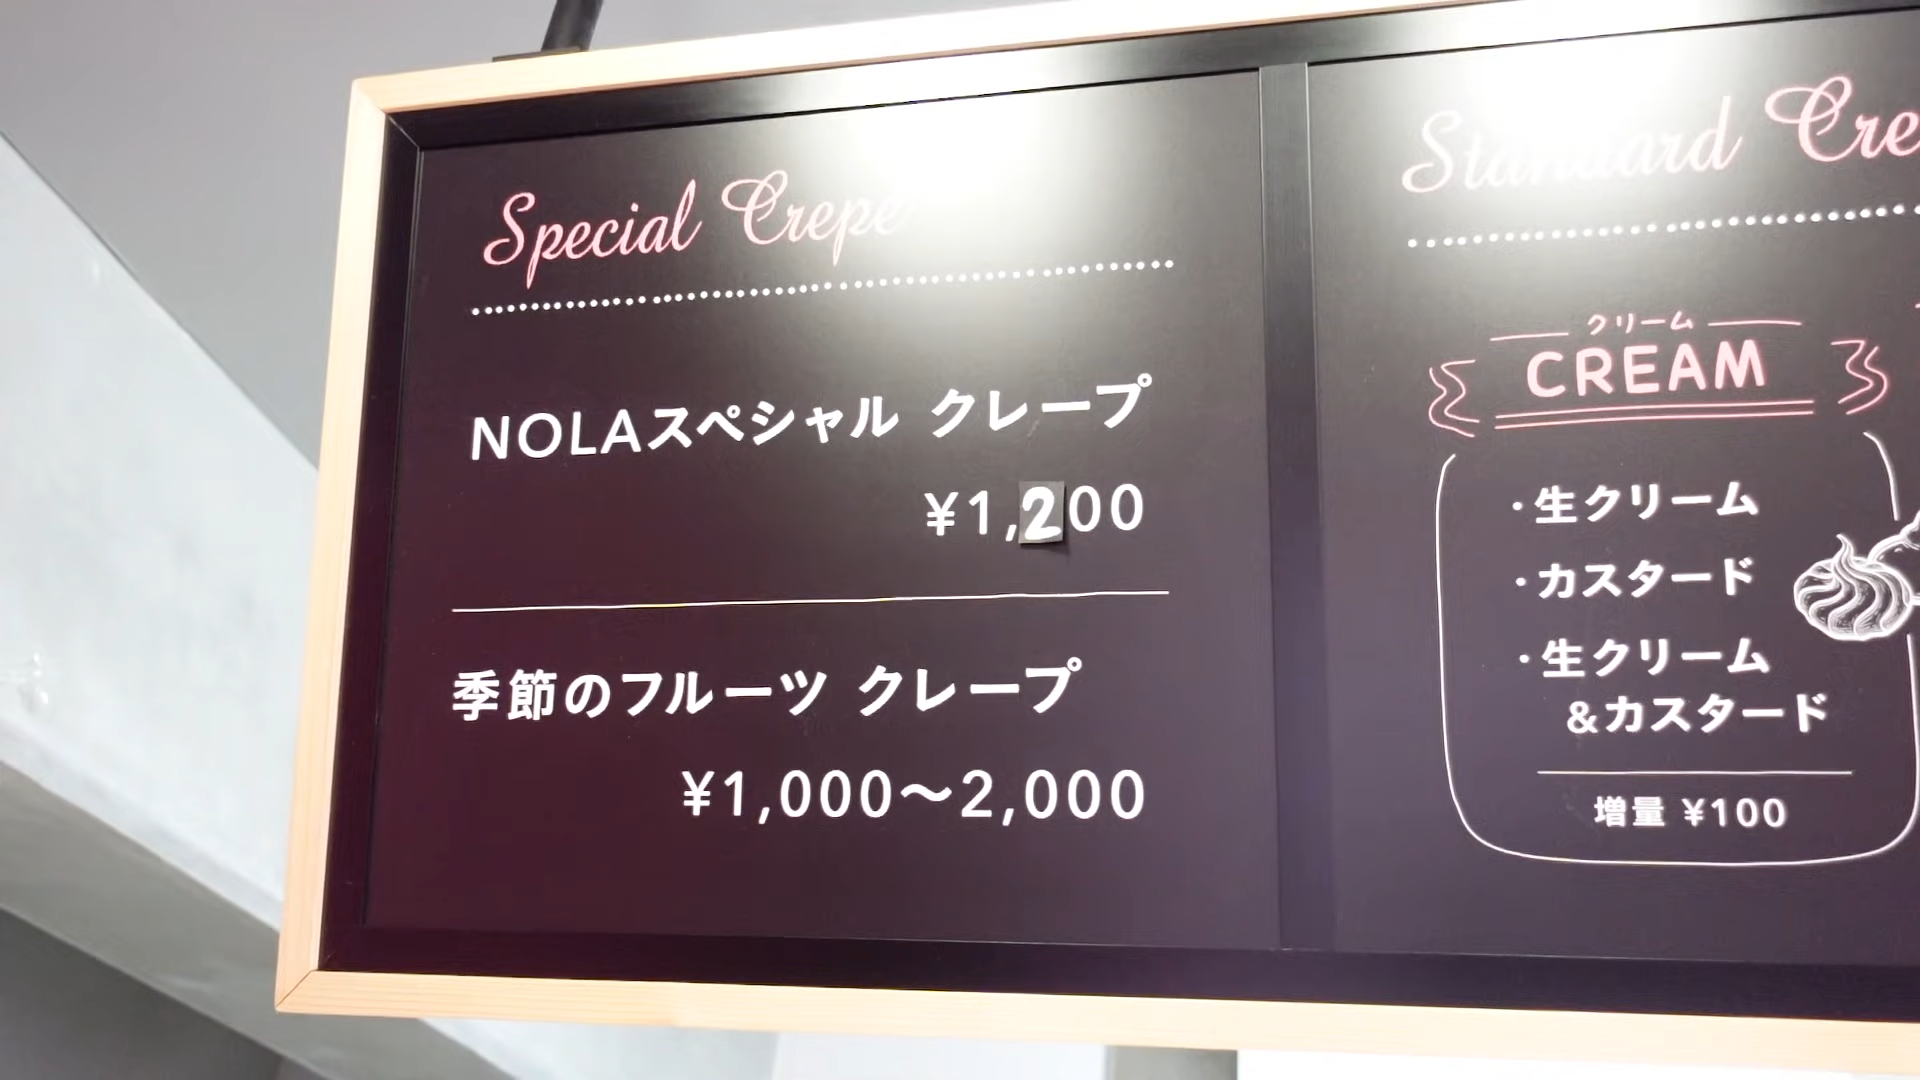 Special Crepe
NOLAスペシャル クレープ
¥1,200
季節のフルーツ クレープ
¥1,000〜2,000
Standard
クリーム
CREAM
・生クリーム
・カスタード
・生クリーム
&カスタード
増量 ¥100